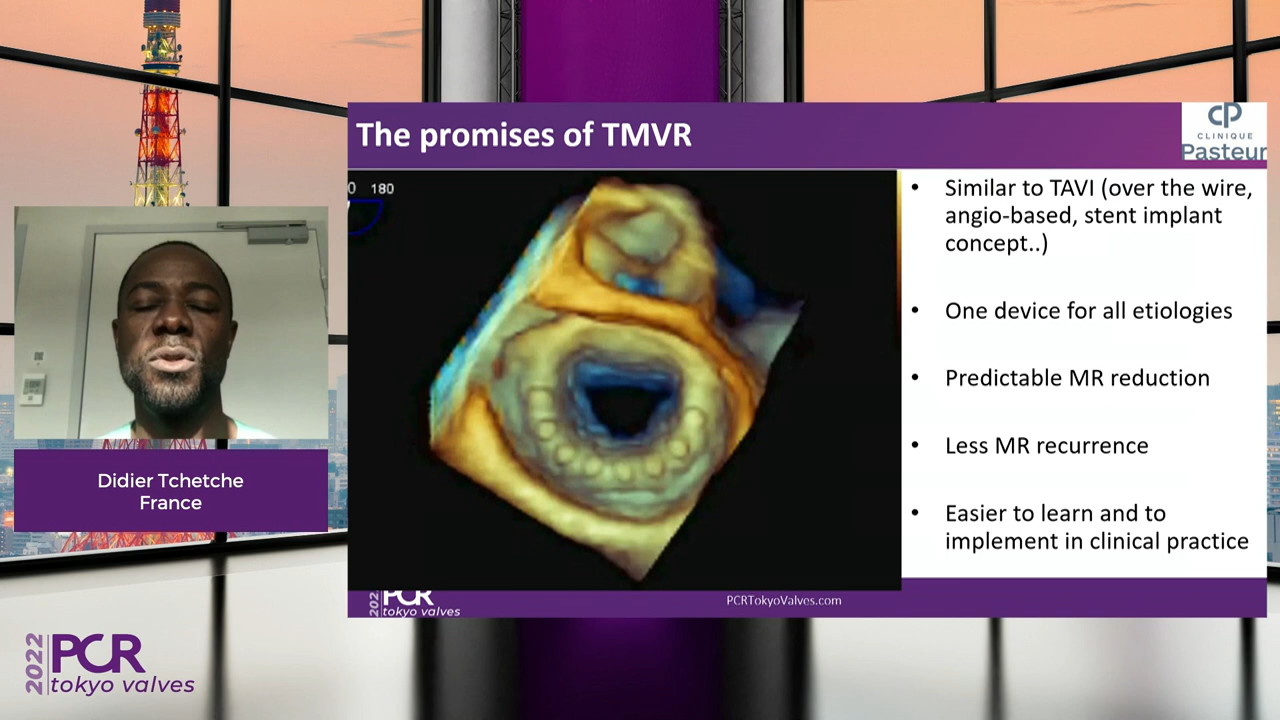 The promises of TMVR
CP
CLINIQUE
Pasteur
0 180
• Similar to TAVI (over the wire,
angio-based, stent implant
concept..)
• One device for all etiologies
• Predictable MR reduction
• Less MR recurrence
• Easier to learn and to
implement in clinical practice
Didier Tchetche
France
202
PCR
tokyo valves
PCRTokyoValves.com
2022
PCR
tokyo valves